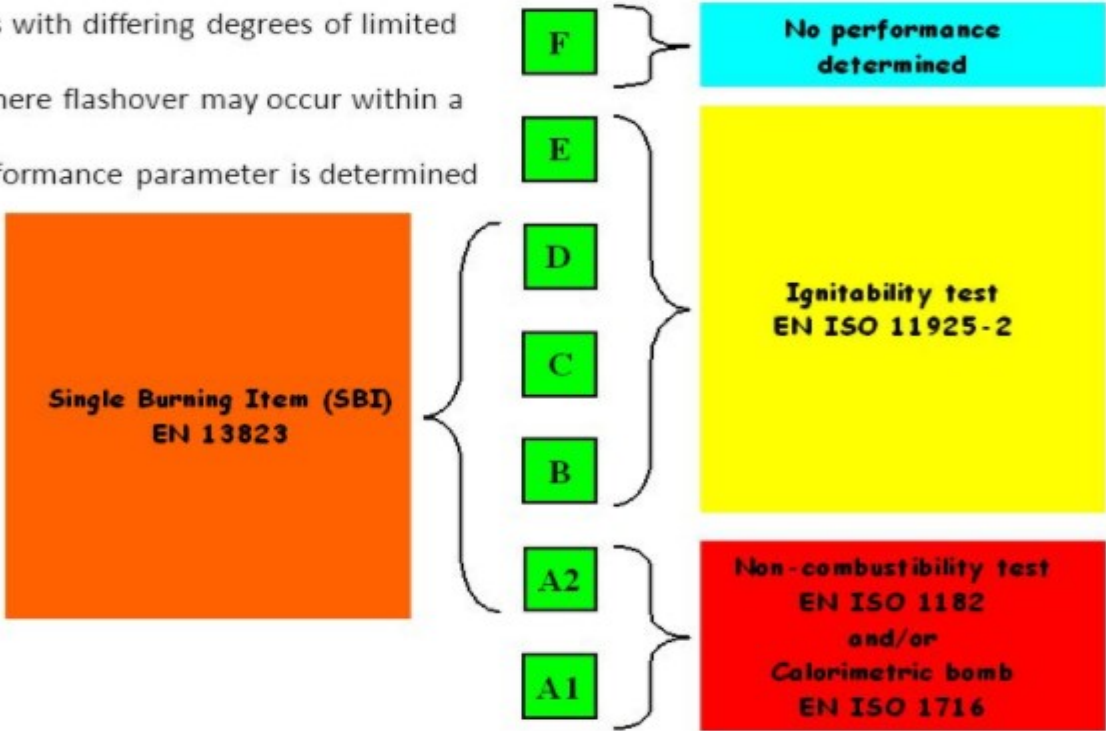 s with differing degrees of limited
here flashover may occur within a
formance parameter is determined
F
No performance
determined
E
D
C
B
Ignitability test
EN ISO 11925-2
Single Burning Item (SBI)
EN 13823
A2
A1
Non-combustibility test
EN ISO 1182
and/or
Calorimetric bomb
EN ISO 1716